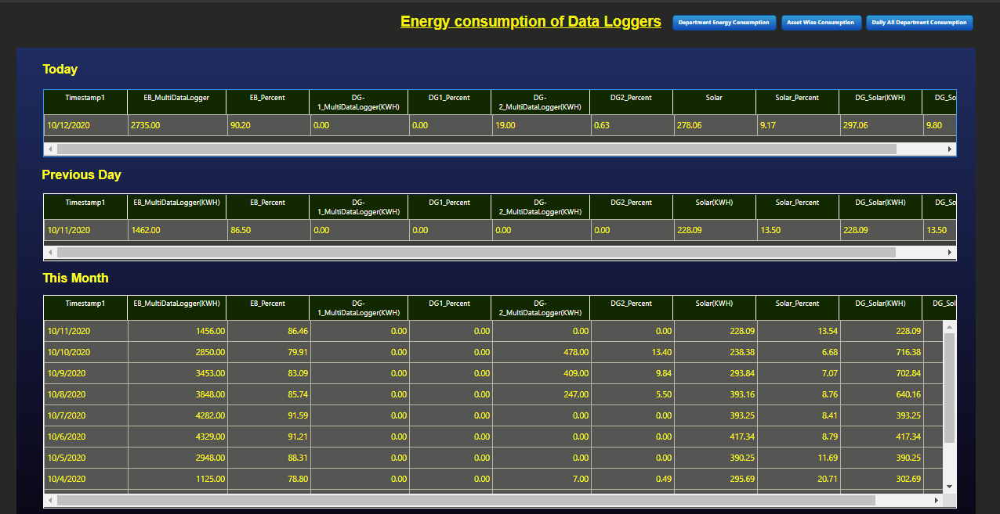 Energy consumption of Data Loggers
Department Energy Consumption
Asset Wise Consumption
Daily All Department Consumption
Today
Timestamp1 EB_MultiDataLogger EB_Percent DG-1_MultiDataLogger(KWH) DG1_Percent DG-2_MultiDataLogger(KWH) DG2_Percent Solar Solar_Percent DG_Solar(KWH) DG_So
10/12/2020 2735.00 90.20 0.00 0.00 19.00 0.63 278.06 9.17 297.06 9.80
Previous Day
Timestamp1 EB_MultiDataLogger(KWH) EB_Percent DG-1_MultiDataLogger(KWH) DG1_Percent DG-2_MultiDataLogger(KWH) DG2_Percent Solar(KWH) Solar_Percent DG_Solar(KWH) DG_So
10/11/2020 1462.00 86.50 0.00 0.00 0.00 0.00 228.09 13.50 228.09 13.50
This Month
Timestamp1 EB_MultiDataLogger(KWH) EB_Percent DG-1_MultiDataLogger(KWH) DG1_Percent DG-2_MultiDataLogger(KWH) DG2_Percent Solar(KWH) Solar_Percent DG_Solar(KWH) DG_Sol
10/11/2020 1456.00 86.46 0.00 0.00 0.00 0.00 228.09 13.54 228.09
10/10/2020 2850.00 79.91 0.00 0.00 478.00 13.40 238.38 6.68 716.38
10/9/2020 3453.00 83.09 0.00 0.00 409.00 9.84 293.84 7.07 702.84
10/8/2020 3848.00 85.74 0.00 0.00 247.00 5.50 393.16 8.76 640.16
10/7/2020 4282.00 91.59 0.00 0.00 0.00 0.00 393.25 8.41 393.25
10/6/2020 4329.00 91.21 0.00 0.00 0.00 0.00 417.34 8.79 417.34
10/5/2020 2948.00 88.31 0.00 0.00 0.00 0.00 390.25 11.69 390.25
10/4/2020 1125.00 78.80 0.00 0.00 7.00 0.49 295.69 20.71 302.69